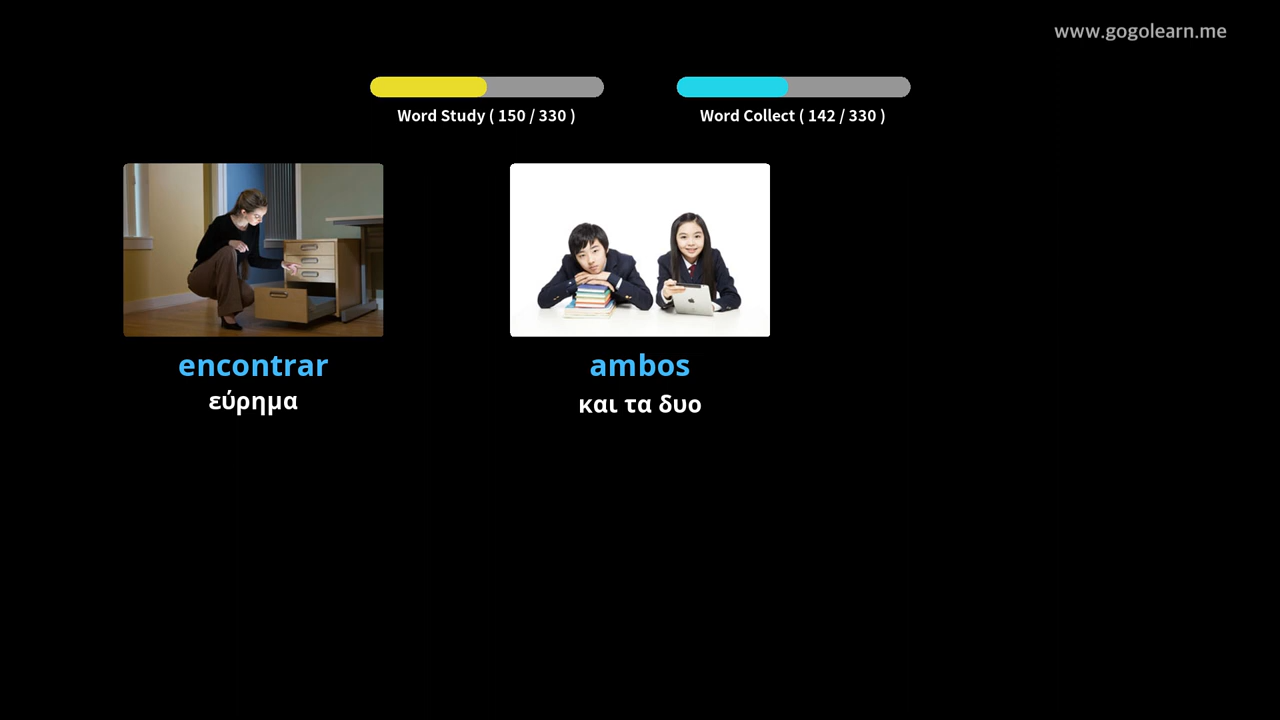 www.gogolearn.me
Word Study ( 150 / 330 )
Word Collect ( 142 / 330 )
encontrar
εύρημα
ambos
και τα δυο